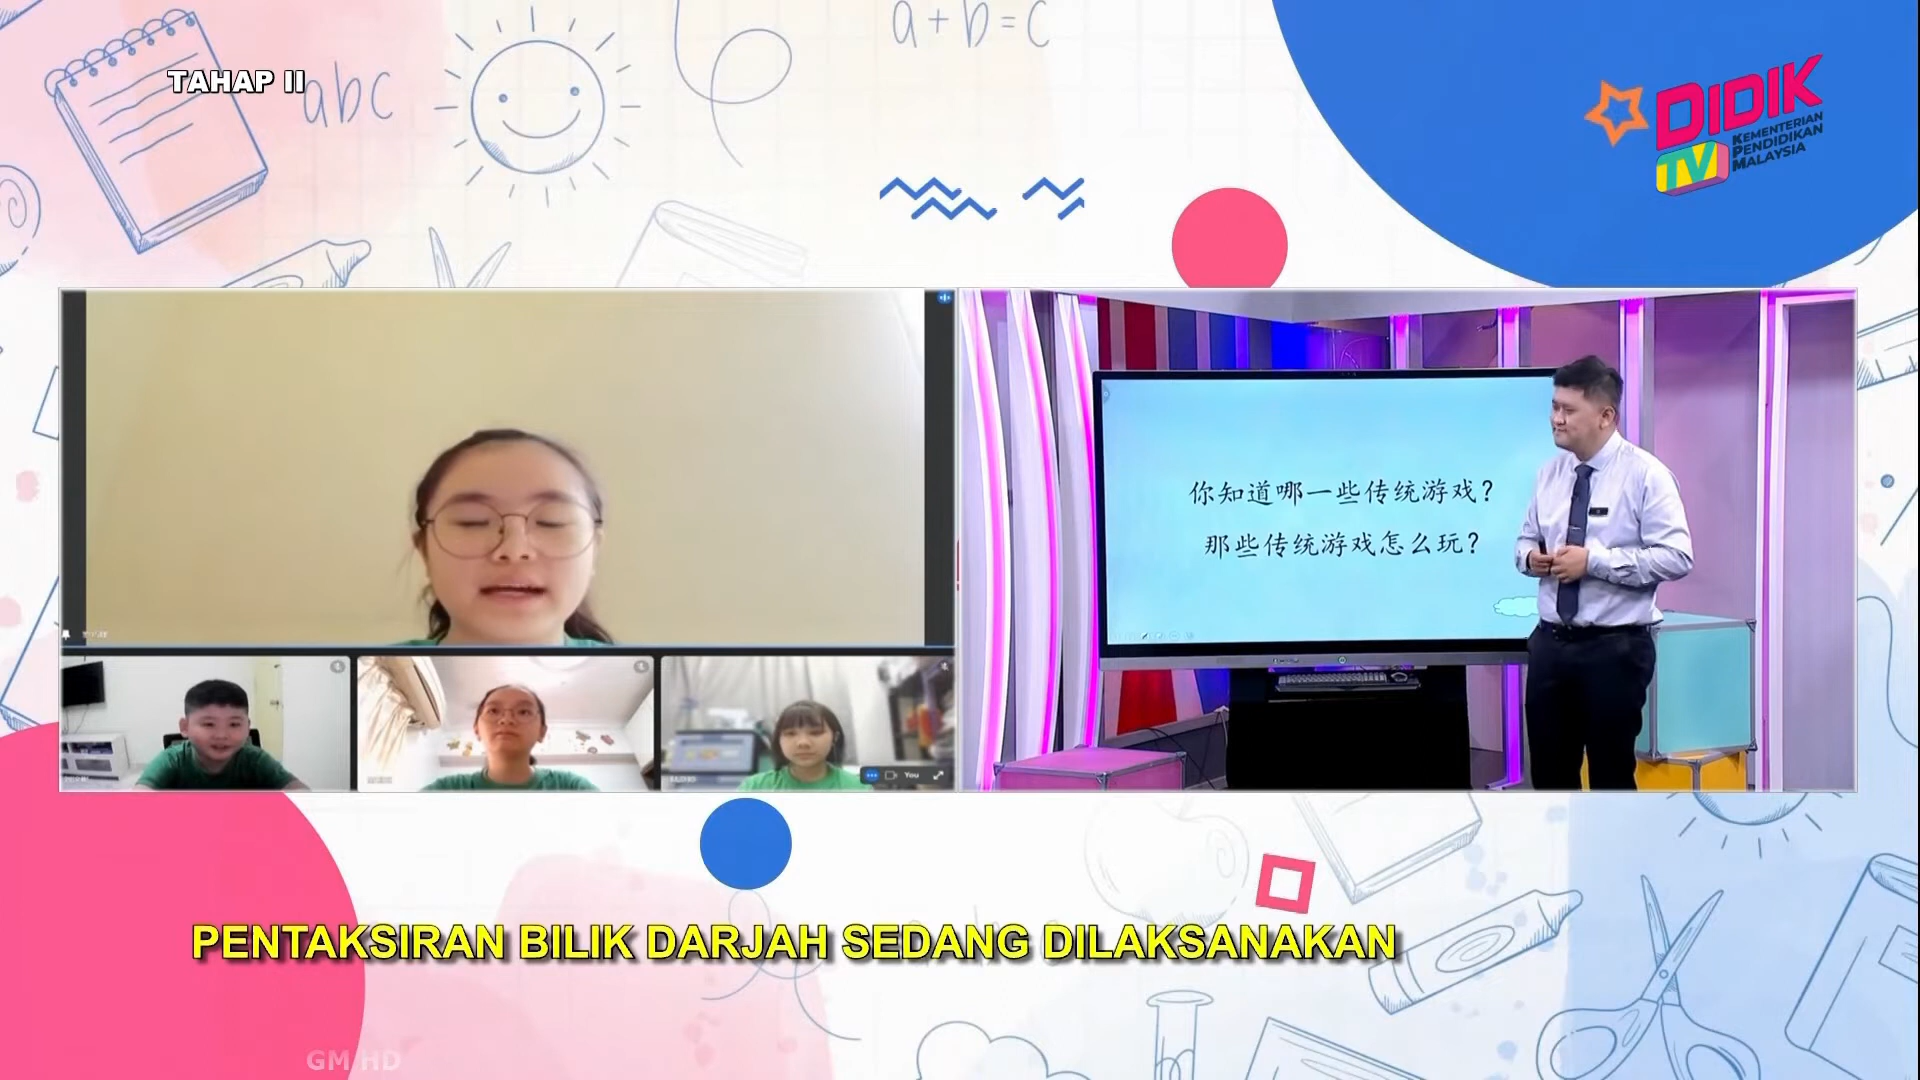 a+b=c
TAHAP II
abc
DIDIK
TV
KEMENTERIAN
PENDIDIKAN
MALAYSIA
你知道哪一些传统游戏？
那些传统游戏怎么玩？
You
PENTAKSIRAN BILIK DARJAH SEDANG DILAKSANAKAN
GM HD